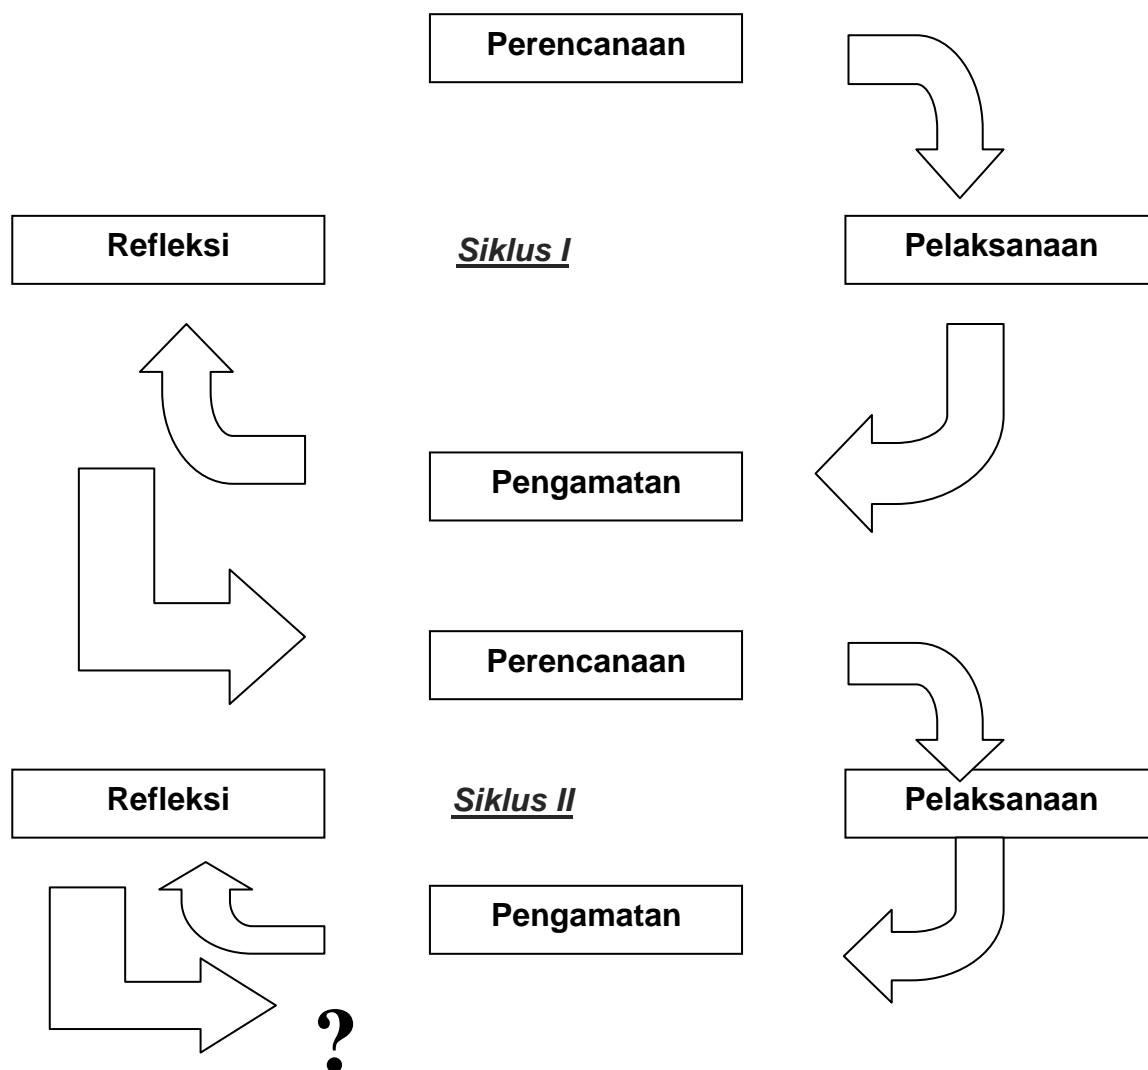 Perencanaan
Refleksi
Siklus I
Pelaksanaan
Pengamatan
Perencanaan
Refleksi
Siklus II
Pelaksanaan
Pengamatan
?